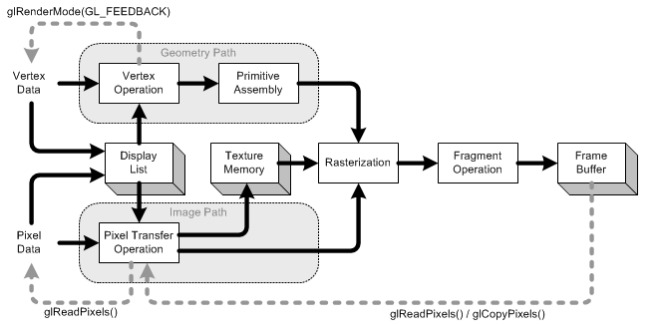 glRenderMode(GL_FEEDBACK)
Geometry Path
Vertex
Data
Vertex
Operation
Primitive
Assembly
Display
List
Texture
Memory
Rasterization
Fragment
Operation
Frame
Buffer
Image Path
Pixel
Data
Pixel Transfer
Operation
glReadPixels()
glReadPixels() / glCopyPixels()